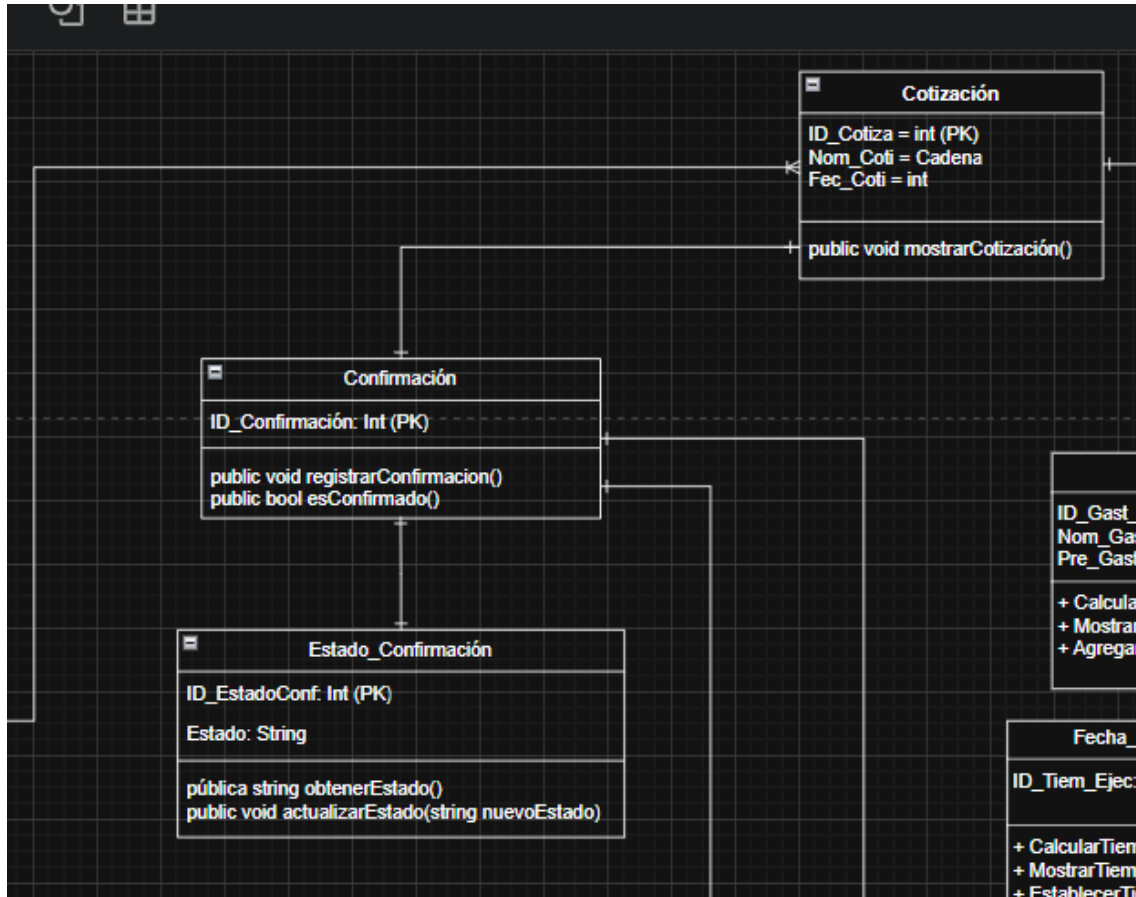 Cotización
ID_Cotiza = int (PK)
Nom_Coti = Cadena
Fec_Coti = int
public void mostrarCotización()
Confirmación
ID_Confirmación: Int (PK)
public void registrarConfirmacion()
public bool esConfirmado()
Estado_Confirmación
ID_EstadoConf: Int (PK)
Estado: String
pública string obtenerEstado()
public void actualizarEstado(string nuevoEstado)
ID_Gast_
Nom_Gas
Pre_Gast
+ Calcula
+ Mostrar
+ Agregar
Fecha_
ID_Tiem_Ejec:
+ CalcularTiem
+ MostrarTiem
+ EstablecerTi